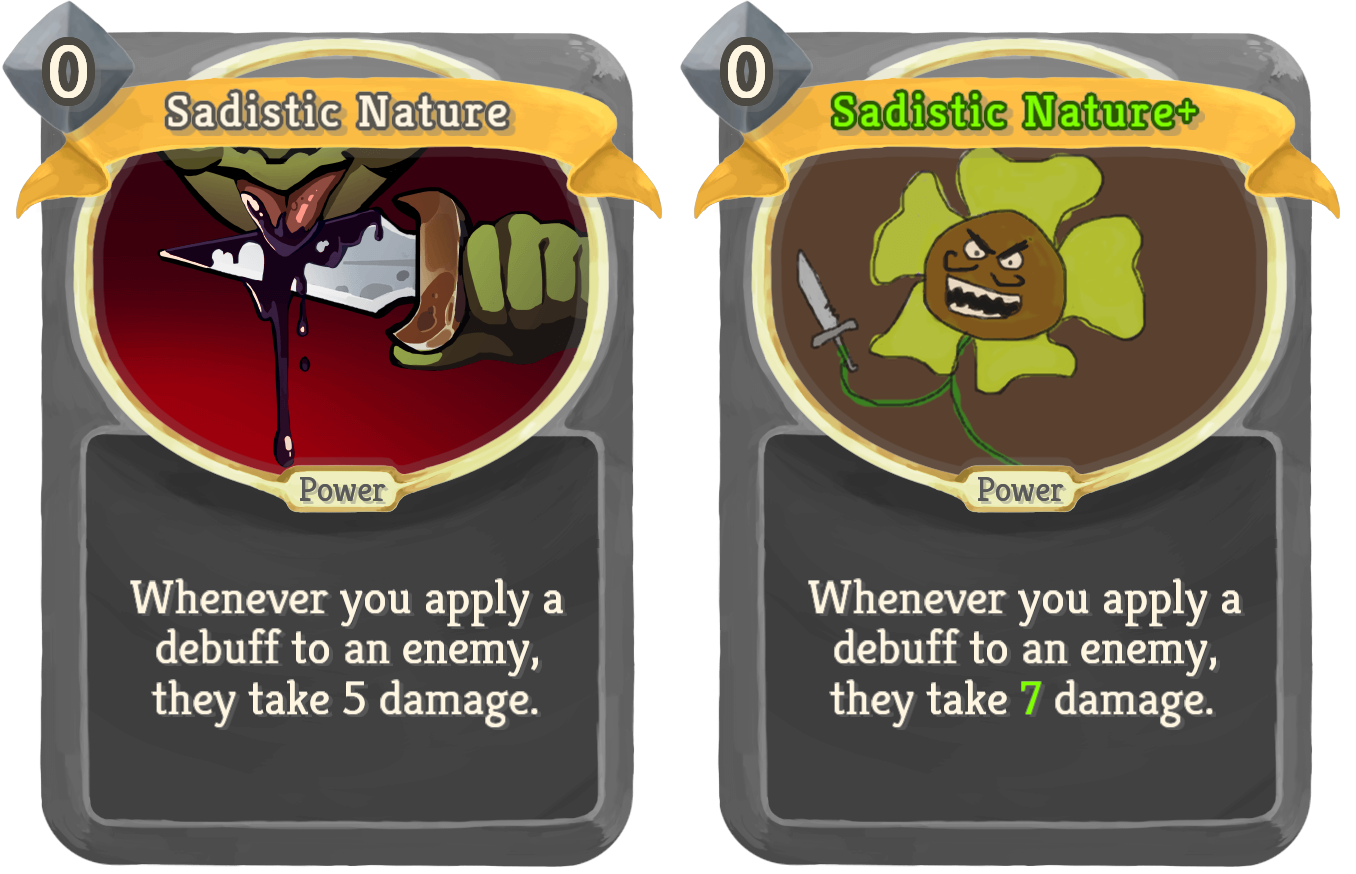 0
Sadistic Nature
Power
Whenever you apply a
debuff to an enemy,
they take 5 damage.
0
Sadistic Nature+
Power
Whenever you apply a
debuff to an enemy,
they take 7 damage.